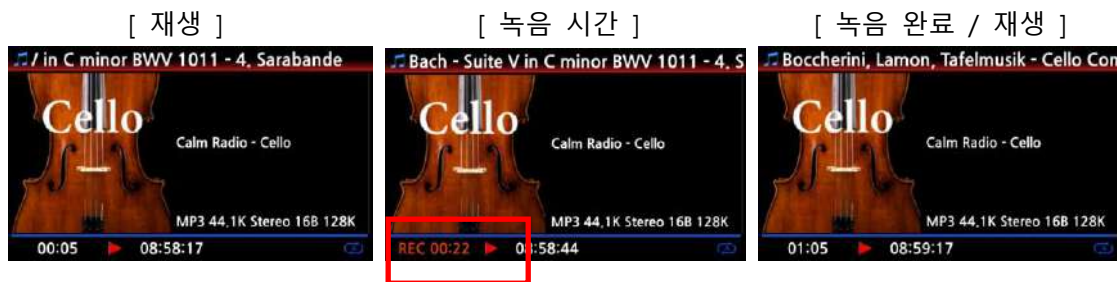 [ 재생 ]
/ in C minor BWV 1011 - 4. Sarabande
Cello
Calm Radio - Cello
MP3 44.1K Stereo 16B 128K
00:05 08:58:17
[ 녹음 시간 ]
Bach - Suite V in C minor BWV 1011 - 4. S
Cello
Calm Radio - Cello
MP3 44.1K Stereo 16B 128K
REC 00:22 08:58:44
[ 녹음 완료 / 재생 ]
Boccherini, Lamon, Tafelmusik - Cello Con
Cello
Calm Radio - Cello
MP3 44.1K Stereo 16B 128K
01:05 08:59:17